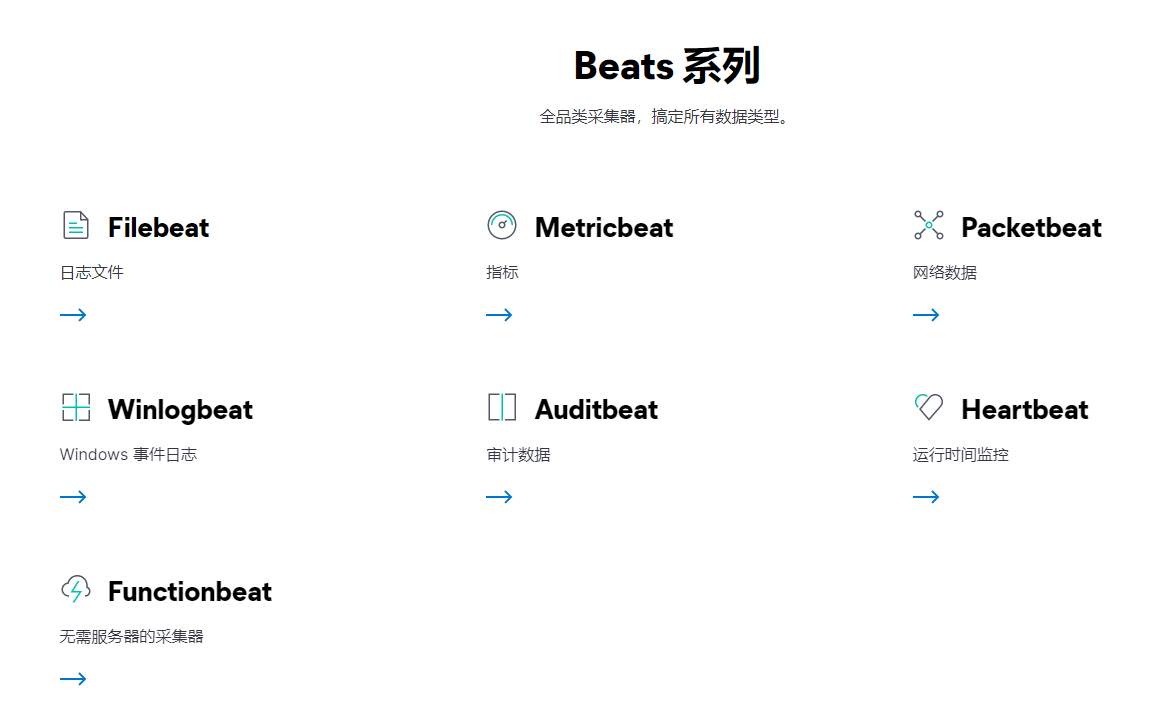 Beats 系列
全品类采集器，搞定所有数据类型。
Filebeat
日志文件
Metricbeat
指标
Packetbeat
网络数据
Winlogbeat
Windows 事件日志
Auditbeat
审计数据
Heartbeat
运行时间监控
Functionbeat
无需服务器的采集器